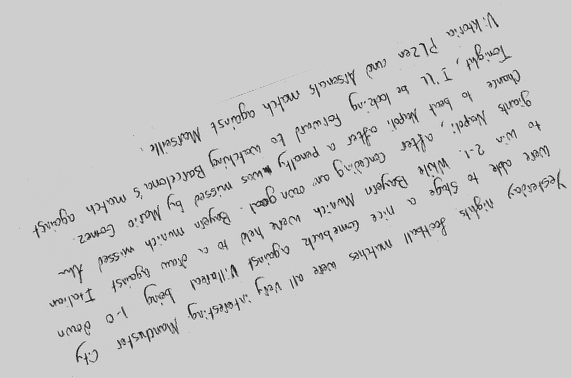 Yesterday nights football matches were all very interesting Manchester City
were able to stage a nice comeback against Villareal being 1-0 down
to win 2-1. While Bayern Munich were held to a draw against Italian
giants Napoli, after conceding an own goal. Bayern munich missed the
chance to beat Napoli after a penalty was missed by Mario Gomez.
Tonight, I'll be looking forward to watching Barcelona's match against
Viktoria PLzen and Arsenals match against Marseille.